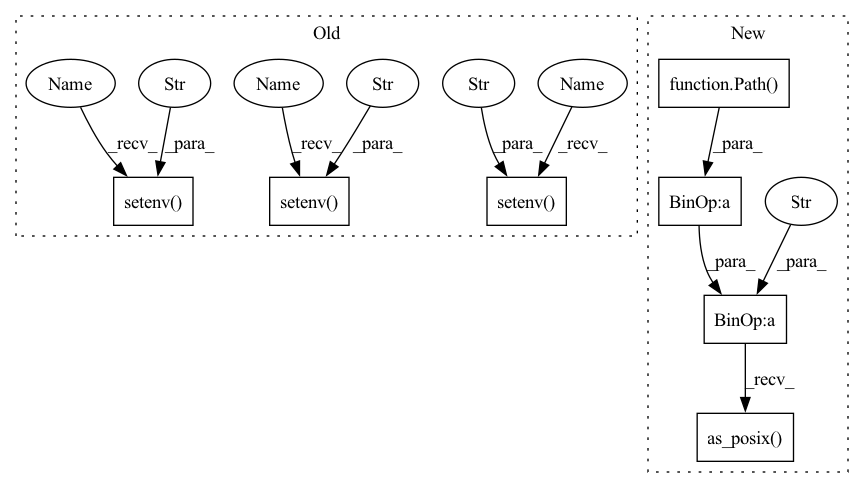 Old
New
Name
Str
Name
Str
Str
Name
function.Path()
_recv_
_para_
_recv_
_para_
_para_
_recv_
_para_
setenv()
setenv()
setenv()
BinOp:a
Str
_para_
_para_
BinOp:a
_recv_
as_posix()